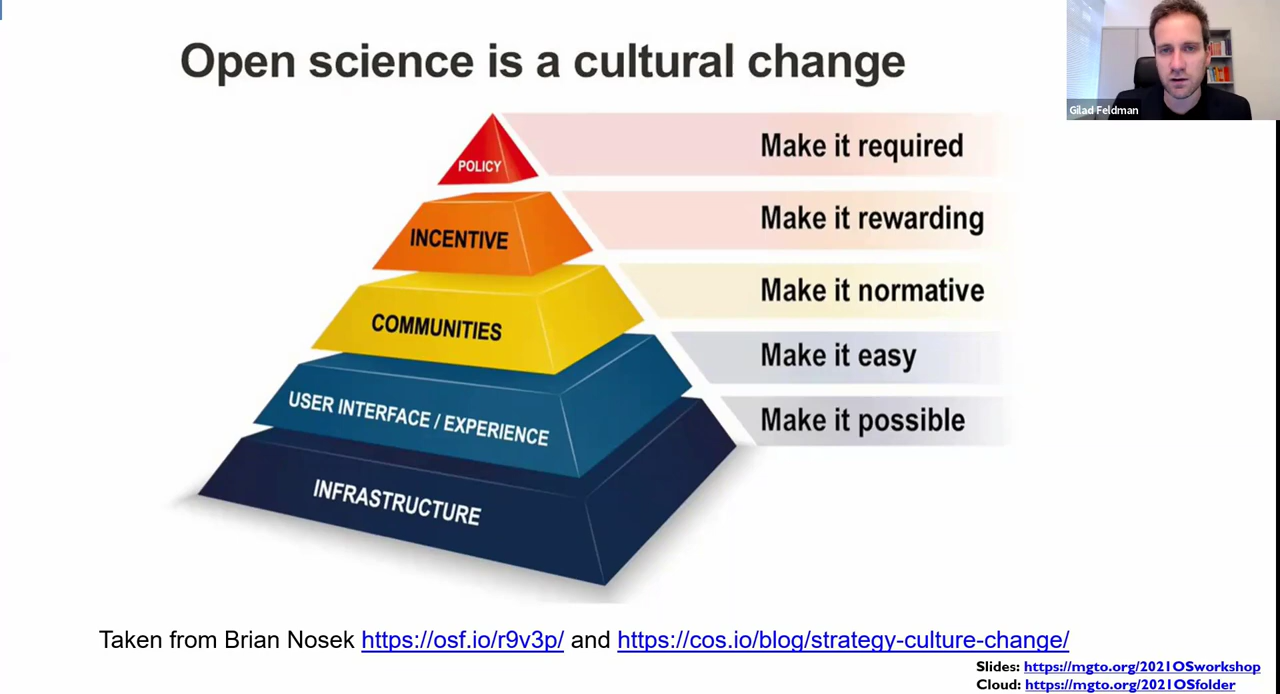 Open science is a cultural change
Gilad Feldman
POLICY
Make it required
INCENTIVE
Make it rewarding
COMMUNITIES
Make it normative
USER INTERFACE / EXPERIENCE
Make it easy
INFRASTRUCTURE
Make it possible
Taken from Brian Nosek https://osf.io/r9v3p/ and https://cos.io/blog/strategy-culture-change/
Slides: https://mgto.org/2021OSworkshop
Cloud: https://mgto.org/2021OSfolder